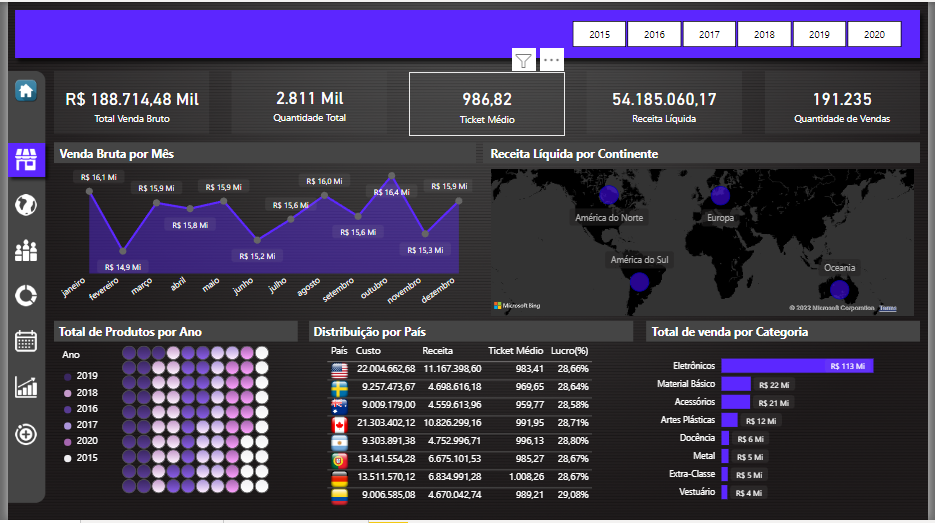 2015 2016 2017 2018 2019 2020
R$ 188.714,48 Mil
Total Venda Bruto
2.811 Mil
Quantidade Total
986,82
Ticket Médio
54.185.060,17
Receita Líquida
191.235
Quantidade de Vendas
Venda Bruta por Mês
R$ 16,1 Mi
R$ 14,9 Mi
R$ 15,9 Mi
R$ 15,8 Mi
R$ 15,9 Mi
R$ 15,2 Mi
R$ 15,6 Mi
R$ 16,0 Mi
R$ 15,6 Mi
R$ 16,4 Mi
R$ 15,3 Mi
R$ 15,9 Mi
janeiro
fevereiro
março
abril
maio
junho
julho
agosto
setembro
outubro
novembro
dezembro
Receita Líquida por Continente
América do Norte
Europa
América do Sul
Oceania
Microsoft Bing
© 2022 Microsoft Corporation Terms
Total de Produtos por Ano
Ano
2019
2018
2016
2017
2020
2015
Distribuição por País
País Custo Receita Ticket Médio Lucro(%)
22.004.662,68 11.167.398,60 983,41 28,66%
9.257.473,67 4.698.616,18 969,65 28,64%
9.009.179,00 4.559.613,96 959,77 28,58%
21.303.402,12 10.826.299,16 991,95 28,71%
9.303.891,38 4.752.996,71 996,13 28,80%
13.141.554,28 6.675.101,53 985,27 28,67%
13.511.570,12 6.834.991,28 1.008,26 28,67%
9.006.585,08 4.670.042,74 989,21 29,08%
Total de venda por Categoria
Eletrônicos R$ 113 Mi
Material Básico R$ 22 Mi
Acessórios R$ 21 Mi
Artes Plásticas R$ 12 Mi
Docência R$ 6 Mi
Metal R$ 5 Mi
Extra-Classe R$ 5 Mi
Vestuário R$ 4 Mi